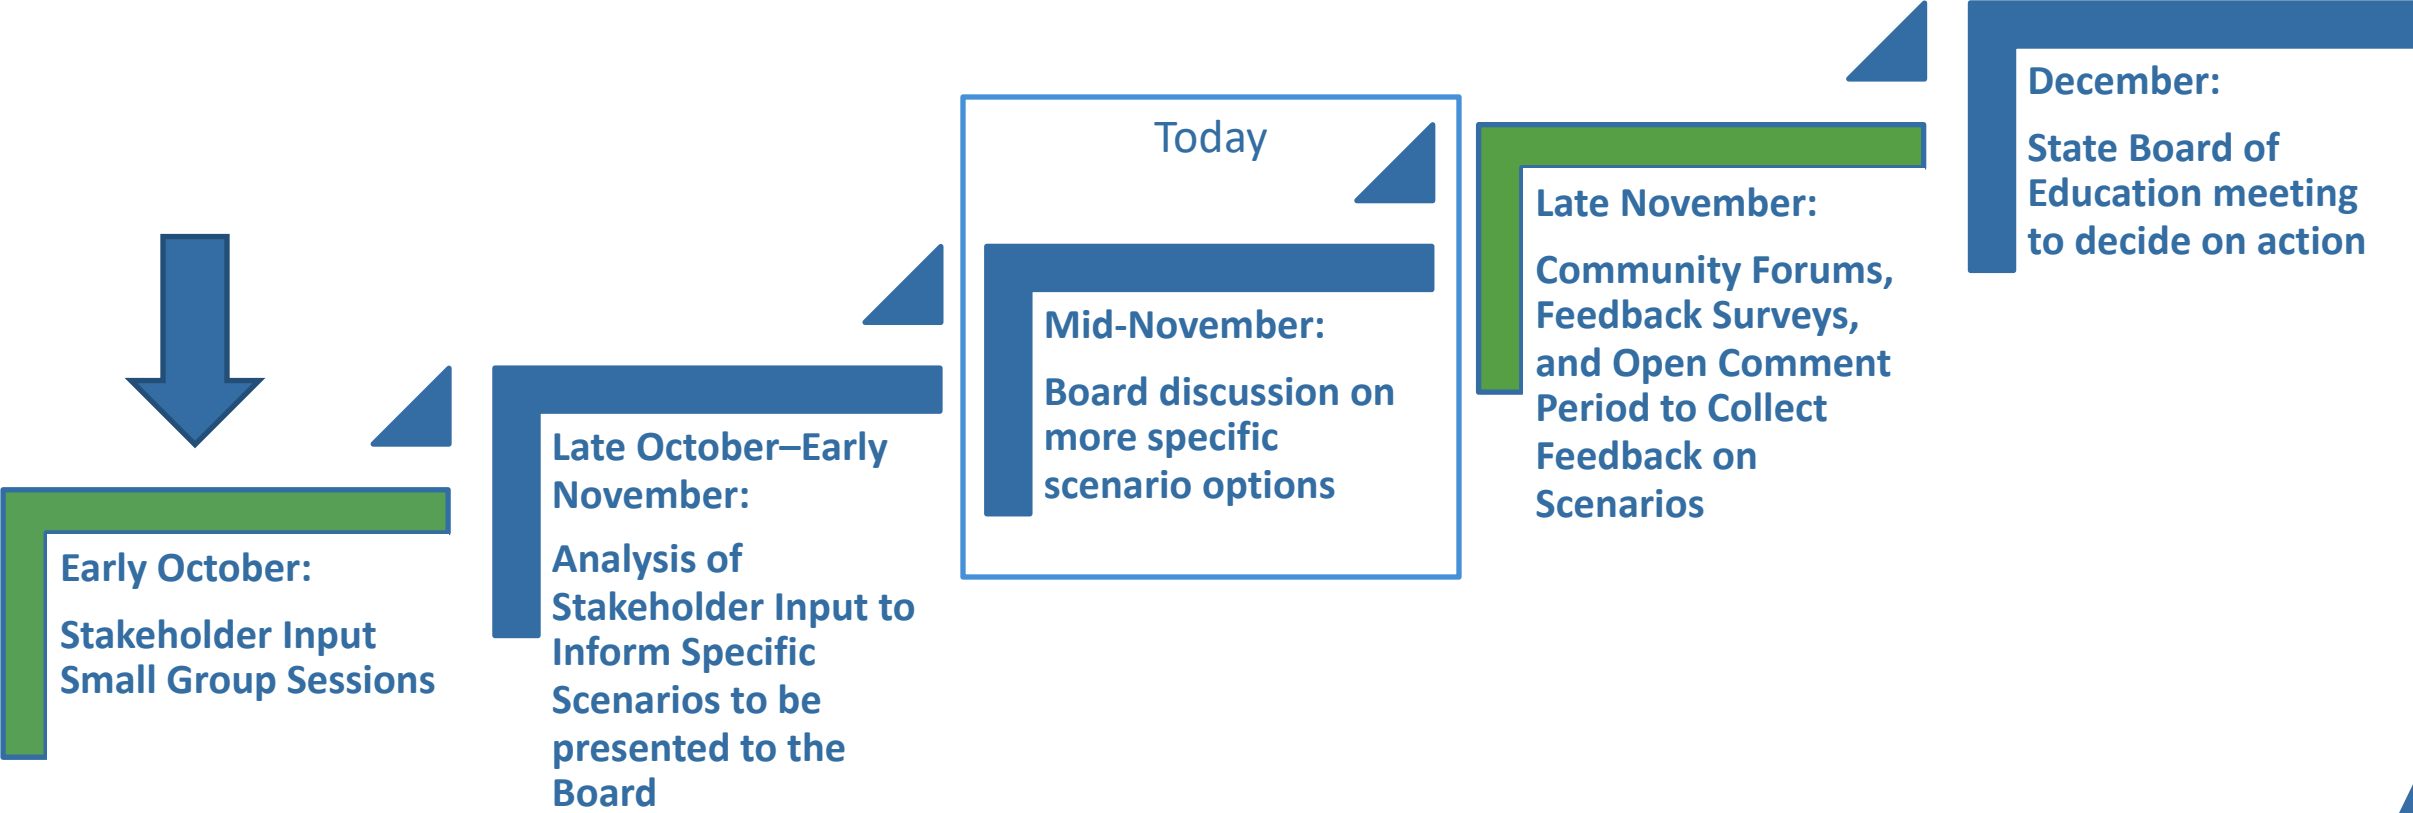 Early October:
Stakeholder Input
Small Group Sessions
Late October–Early
November:
Analysis of
Stakeholder Input to
Inform Specific
Scenarios to be
presented to the
Board
Today
Mid-November:
Board discussion on
more specific
scenario options
Late November:
Community Forums,
Feedback Surveys,
and Open Comment
Period to Collect
Feedback on
Scenarios
December:
State Board of
Education meeting
to decide on action